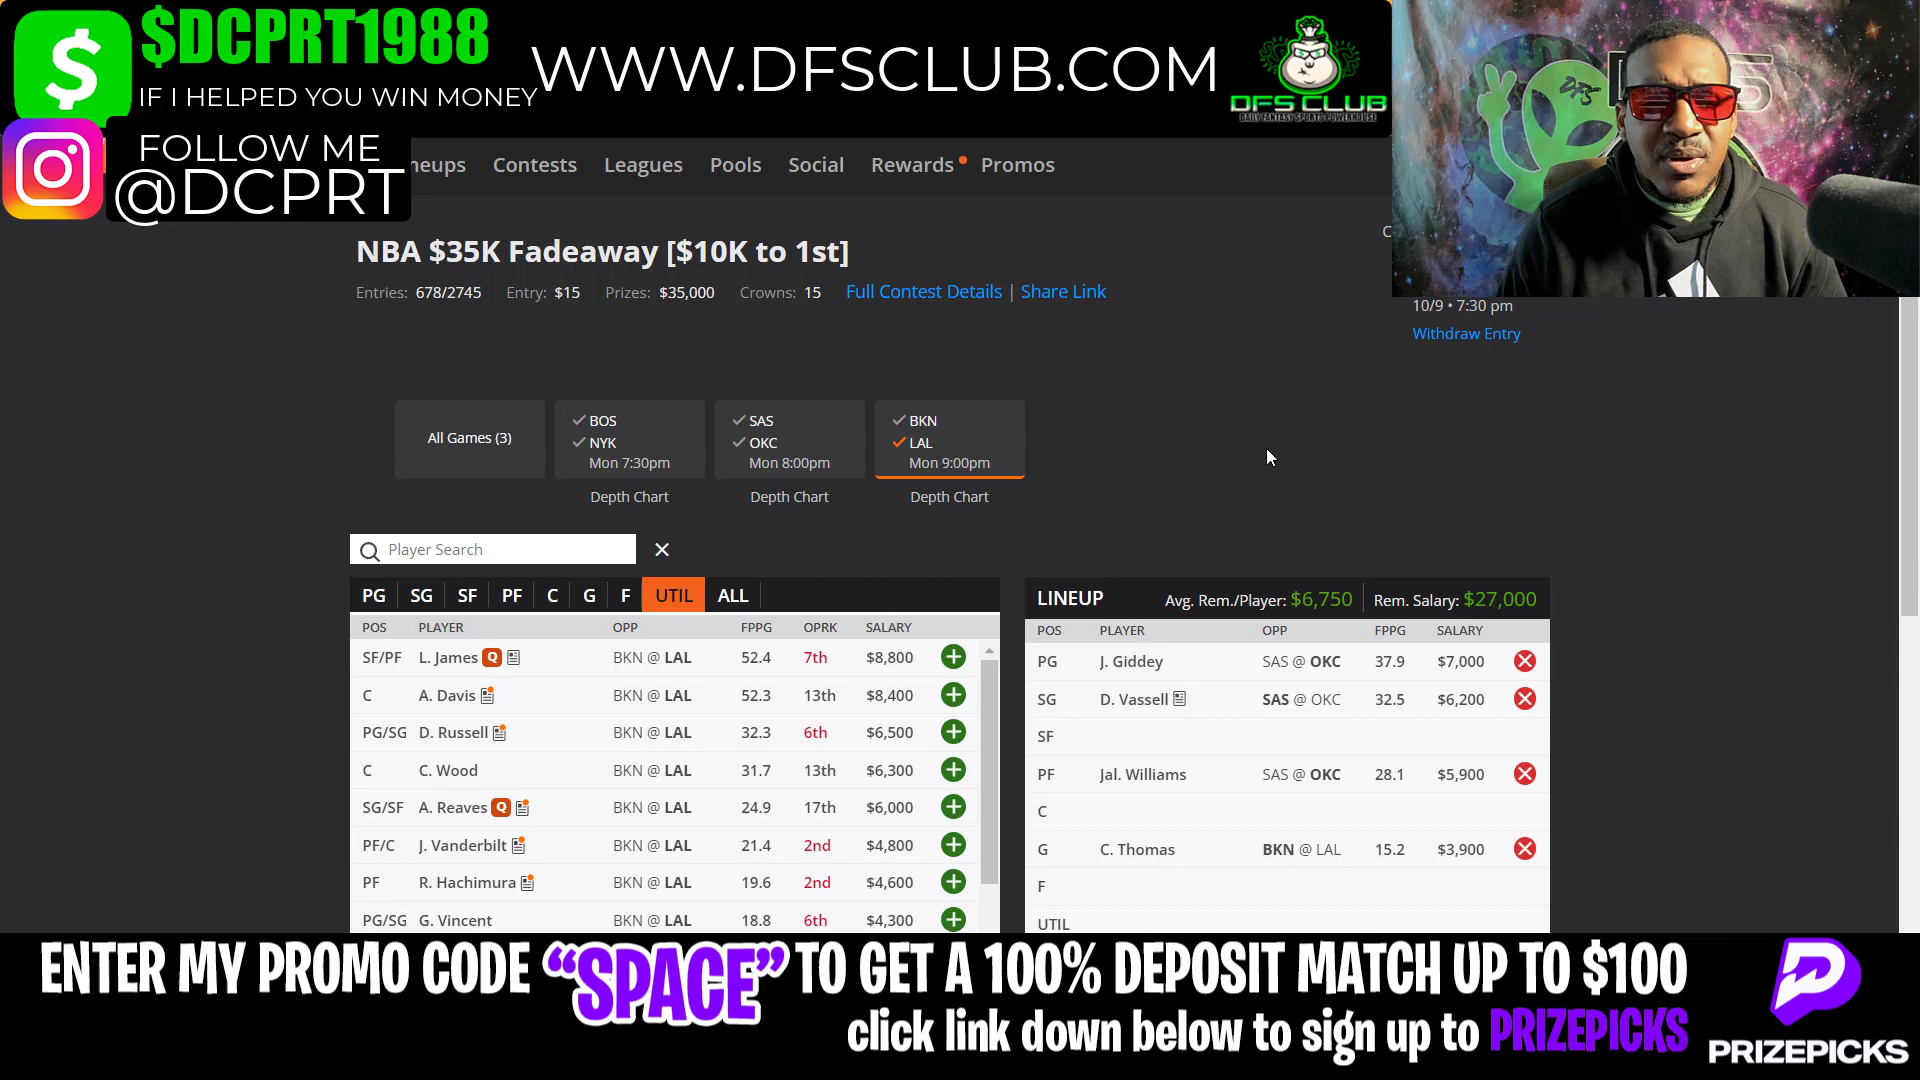 $DCPRT1988
IF I HELPED YOU WIN MONEY
WWW.DFSCLUB.COM
DFS CLUB
DAILY FANTASY SPORTS POWERHOUSE
FOLLOW ME
@DCPRT
neups Contests Leagues Pools Social Rewards Promos
NBA $35K Fadeaway [$10K to 1st]
Entries: 678/2745 Entry: $15 Prizes: $35,000 Crowns: 15 Full Contest Details | Share Link
C
DFS
10/9 • 7:30 pm
Withdraw Entry
All Games (3)
BOS
NYK
Mon 7:30pm
Depth Chart
SAS
OKC
Mon 8:00pm
Depth Chart
BKN
LAL
Mon 9:00pm
Depth Chart
Player Search
PG SG SF PF C G F UTIL ALL
POS PLAYER OPP FPPG OPRK SALARY
SF/PF L. James Q BKN @ LAL 52.4 7th $8,800
C A. Davis BKN @ LAL 52.3 13th $8,400
PG/SG D. Russell BKN @ LAL 32.3 6th $6,500
C C. Wood BKN @ LAL 31.7 13th $6,300
SG/SF A. Reaves Q BKN @ LAL 24.9 17th $6,000
PF/C J. Vanderbilt BKN @ LAL 21.4 2nd $4,800
PF R. Hachimura BKN @ LAL 19.6 2nd $4,600
PG/SG G. Vincent BKN @ LAL 18.8 6th $4,300
LINEUP Avg. Rem./Player: $6,750 Rem. Salary: $27,000
POS PLAYER OPP FPPG SALARY
PG J. Giddey SAS @ OKC 37.9 $7,000
SG D. Vassell SAS @ OKC 32.5 $6,200
SF
PF Jal. Williams SAS @ OKC 28.1 $5,900
C
G C. Thomas BKN @ LAL 15.2 $3,900
F
UTIL
ENTER MY PROMO CODE “SPACE” TO GET A 100% DEPOSIT MATCH UP TO $100
click link down below to sign up to PRIZEPICKS
PRIZEPICKS